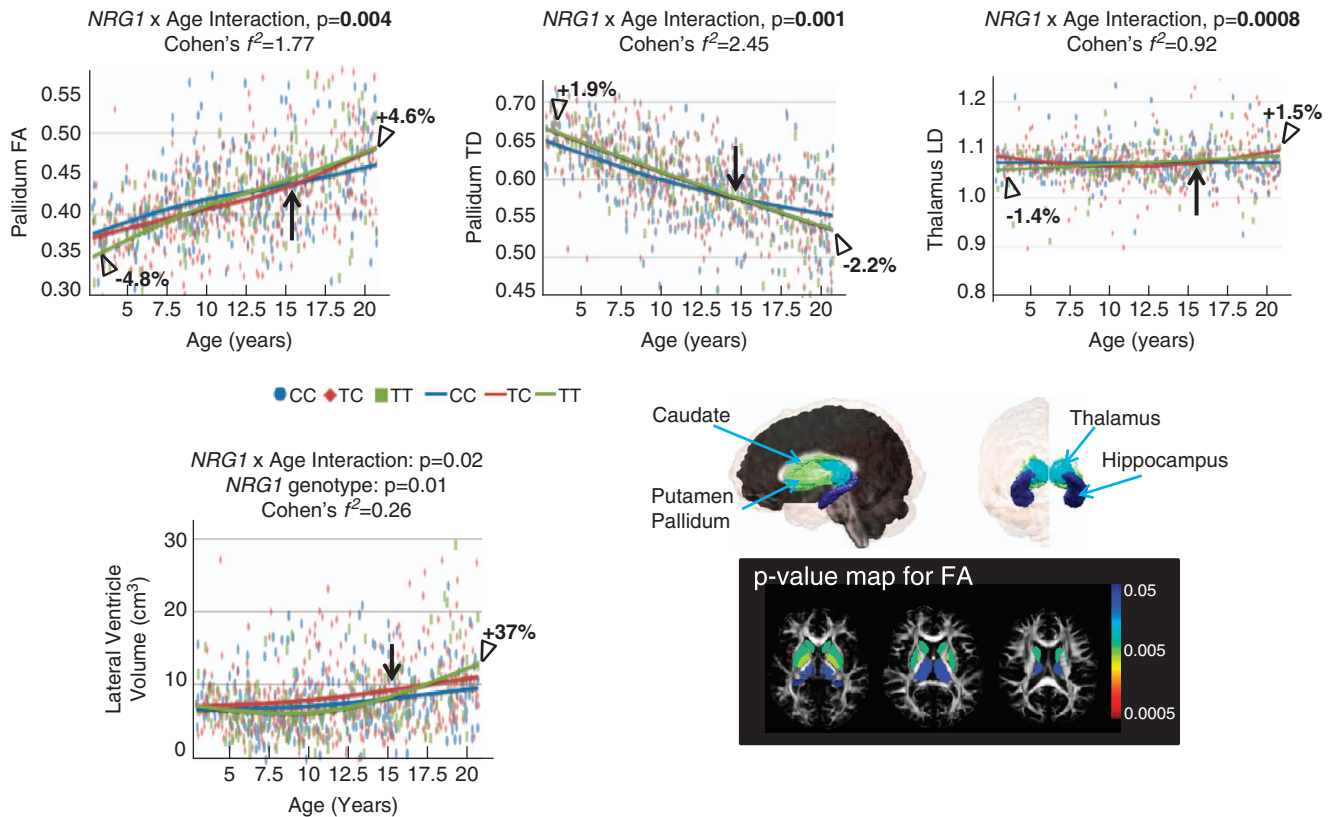 NRG1 x Age Interaction, p=0.004
Cohen's f²=1.77
Pallidum FA
0.55
0.50
0.45
0.40
0.35
0.30
+4.6%
-4.8%
5 7.5 10 12.5 15 17.5 20
Age (years)
NRG1 x Age Interaction, p=0.001
Cohen's f²=2.45
Pallidum TD
0.70
0.65
0.60
0.55
0.50
0.45
+1.9%
-2.2%
5 7.5 10 12.5 15 17.5 20
Age (years)
NRG1 x Age Interaction, p=0.0008
Cohen's f²=0.92
Thalamus LD
1.2
1.1
1.0
0.9
0.8
+1.5%
-1.4%
5 7.5 10 12.5 15 17.5 20
Age (years)
CC TC TT CC TC TT
NRG1 x Age Interaction: p=0.02
NRG1 genotype: p=0.01
Cohen's f²=0.26
Lateral Ventricle
Volume (cm³)
30
20
10
0
+37%
5 7.5 10 12.5 15 17.5 20
Age (Years)
Caudate
Putamen
Pallidum
Thalamus
Hippocampus
p-value map for FA
0.05
0.005
0.0005